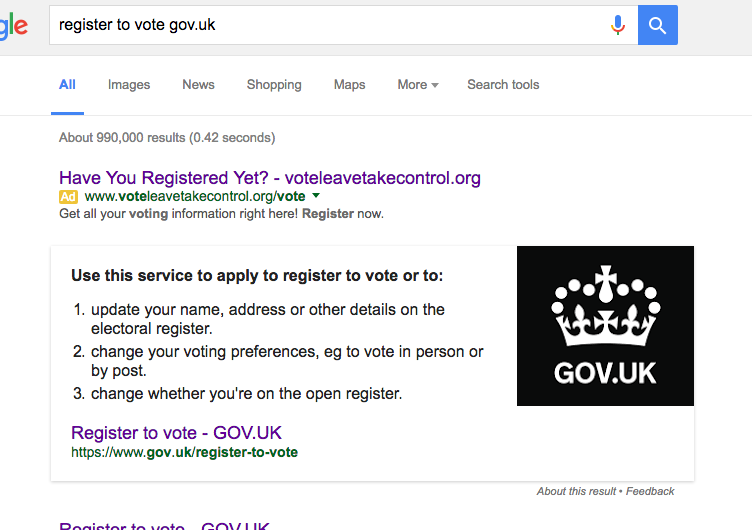 gle
register to vote gov.uk
All Images News Shopping Maps More Search tools
About 990,000 results (0.42 seconds)
Have You Registered Yet? - voteleavetakecontrol.org
Ad www.voteleavetakecontrol.org/vote
Get all your voting information right here! Register now.
Use this service to apply to register to vote or to:
1. update your name, address or other details on the
electoral register.
2. change your voting preferences, eg to vote in person or
by post.
3. change whether you're on the open register.
GOV.UK
Register to vote - GOV.UK
https://www.gov.uk/register-to-vote
About this result • Feedback
Register to vote - GOV.UK